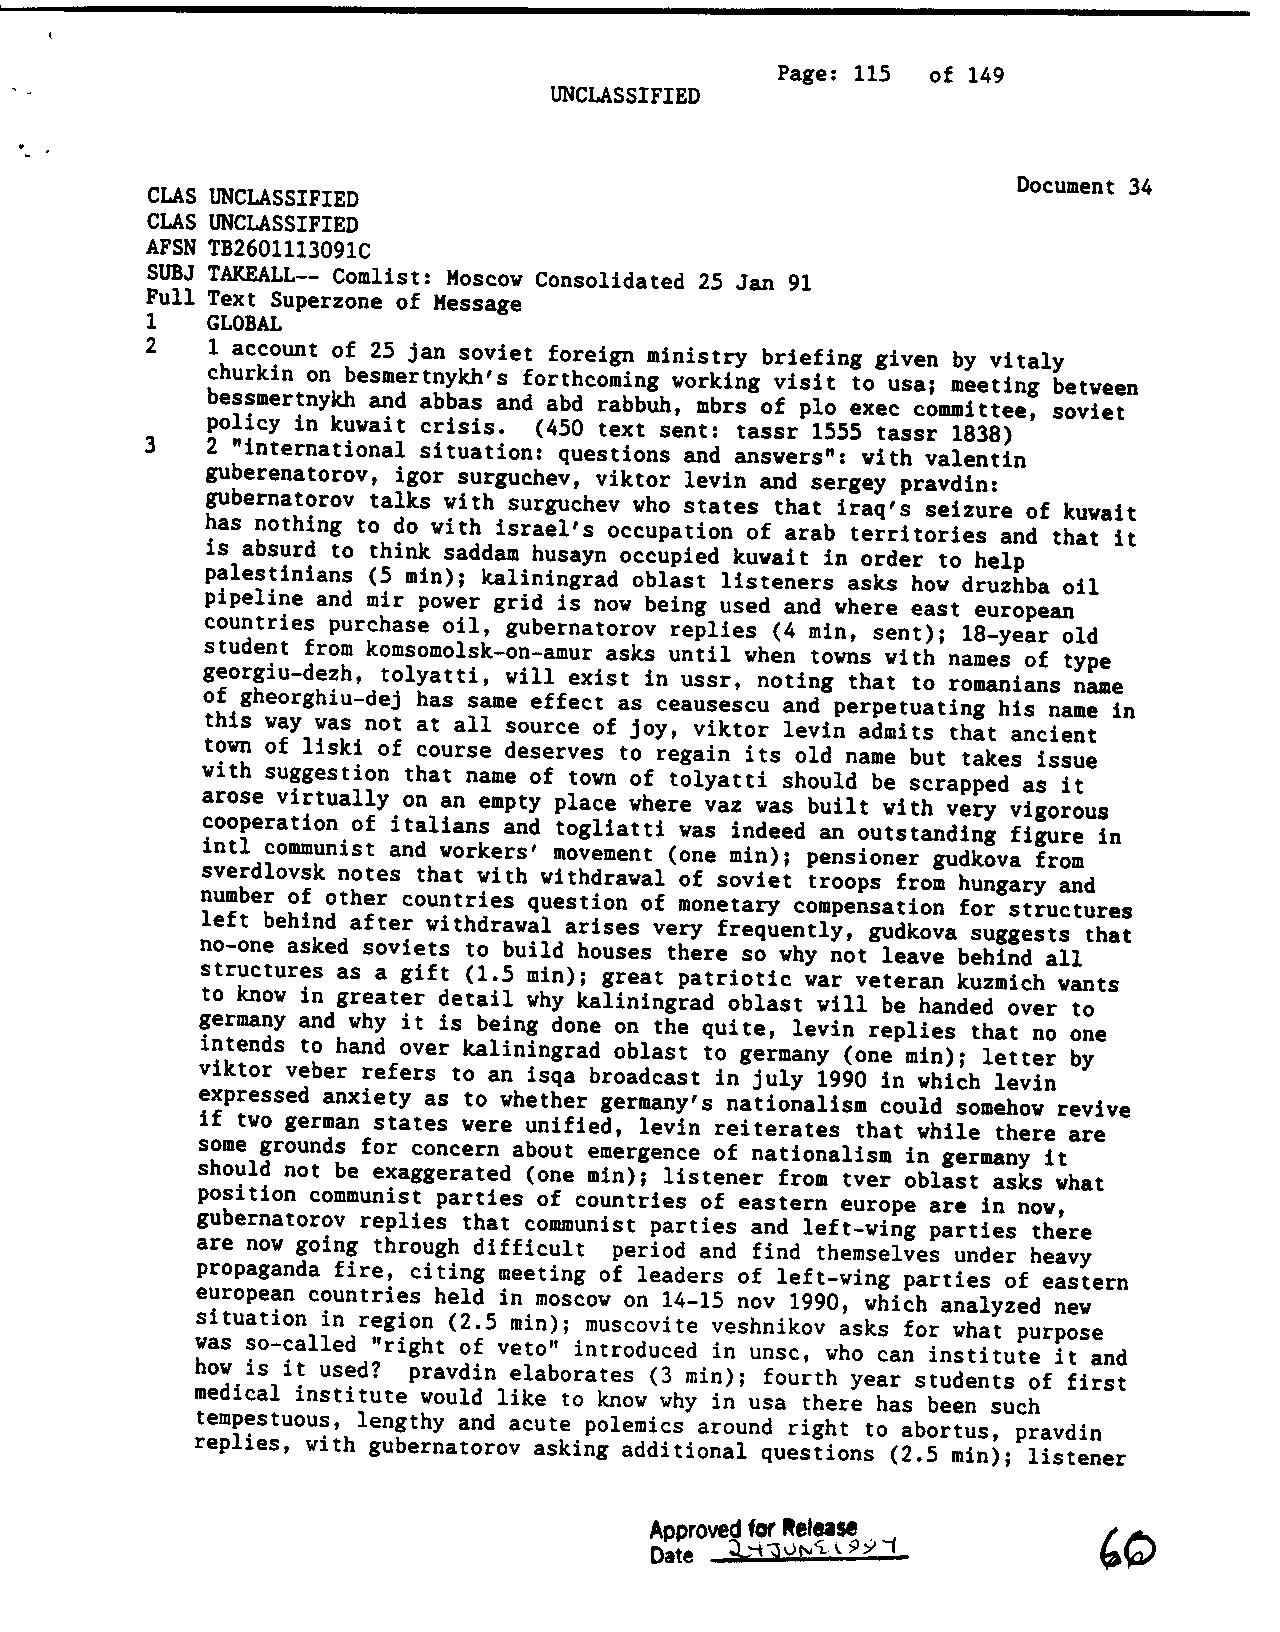 Page: 115 of 149
UNCLASSIFIED
Document 34
CLAS UNCLASSIFIED
CLAS UNCLASSIFIED
AFSN TB2601113091C
SUBJ TAKEALL-- Comlist: Moscow Consolidated 25 Jan 91
Full Text Superzone of Message
1 GLOBAL
2 1 account of 25 jan soviet foreign ministry briefing given by vitaly
churkin on besmertnykh's forthcoming working visit to usa; meeting between
bessmertnykh and abbas and abd rabbuh, mbrs of plo exec committee, soviet
policy in kuwait crisis. (450 text sent: tassr 1555 tassr 1838)
3 2 "international situation: questions and answers": with valentin
guberenatorov, igor surguchev, viktor levin and sergey pravdin:
gubernatorov talks with surguchev who states that iraq's seizure of kuwait
has nothing to do with israel's occupation of arab territories and that it
is absurd to think saddam husayn occupied kuwait in order to help
palestinians (5 min); kaliningrad oblast listeners asks how druzhba oil
pipeline and mir power grid is now being used and where east european
countries purchase oil, gubernatorov replies (4 min, sent); 18-year old
student from komsomolsk-on-amur asks until when towns with names of type
georgiu-dezh, tolyatti, will exist in ussr, noting that to romanians name
of gheorghiu-dej has same effect as ceausescu and perpetuating his name in
this way was not at all source of joy, viktor levin admits that ancient
town of liski of course deserves to regain its old name but takes issue
with suggestion that name of town of tolyatti should be scrapped as it
arose virtually on an empty place where vaz was built with very vigorous
cooperation of italians and togliatti was indeed an outstanding figure in
intl communist and workers' movement (one min); pensioner gudkova from
sverdlovsk notes that with withdrawal of soviet troops from hungary and
number of other countries question of monetary compensation for structures
left behind after withdrawal arises very frequently, gudkova suggests that
no-one asked soviets to build houses there so why not leave behind all
structures as a gift (1.5 min); great patriotic war veteran kuzmich wants
to know in greater detail why kaliningrad oblast will be handed over to
germany and why it is being done on the quite, levin replies that no one
intends to hand over kaliningrad oblast to germany (one min); letter by
viktor veber refers to an isqa broadcast in july 1990 in which levin
expressed anxiety as to whether germany's nationalism could somehow revive
if two german states were unified, levin reiterates that while there are
some grounds for concern about emergence of nationalism in germany it
should not be exaggerated (one min); listener from tver oblast asks what
position communist parties of countries of eastern europe are in now,
gubernatorov replies that communist parties and left-wing parties there
are now going through difficult period and find themselves under heavy
propaganda fire, citing meeting of leaders of left-wing parties of eastern
european countries held in moscow on 14-15 nov 1990, which analyzed new
situation in region (2.5 min); muscovite veshnikov asks for what purpose
was so-called "right of veto" introduced in unsc, who can institute it and
how is it used? pravdin elaborates (3 min); fourth year students of first
medical institute would like to know why in usa there has been such
tempestuous, lengthy and acute polemics around right to abortus, pravdin
replies, with gubernatorov asking additional questions (2.5 min); listener
Approved for Release
Date 24 JUNE 1991
60